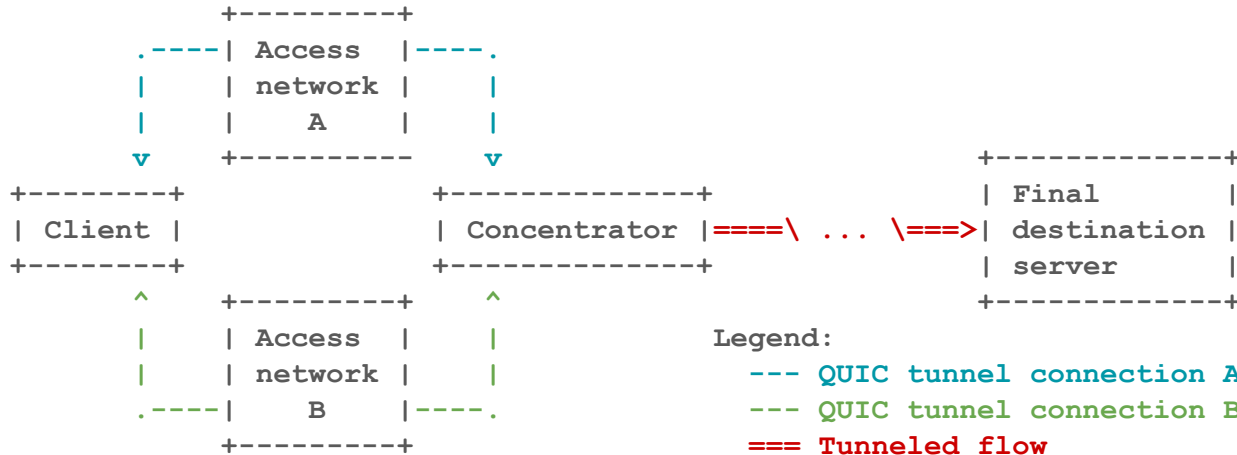 +---------+
.----| Access  |----.
|    | network |    |
|    |    A    |    |
v    +----------    v                           +-------------+
+--------+              +--------------+              | Final       |
| Client |              | Concentrator |====\ ... \===>| destination |
+--------+              +--------------+              | server      |
^    +---------+    ^                           +-------------+
|    | Access  |    |            Legend:
|    | network |    |              --- QUIC tunnel connection A
.----|    B    |----.              --- QUIC tunnel connection B
+---------+                   === Tunneled flow